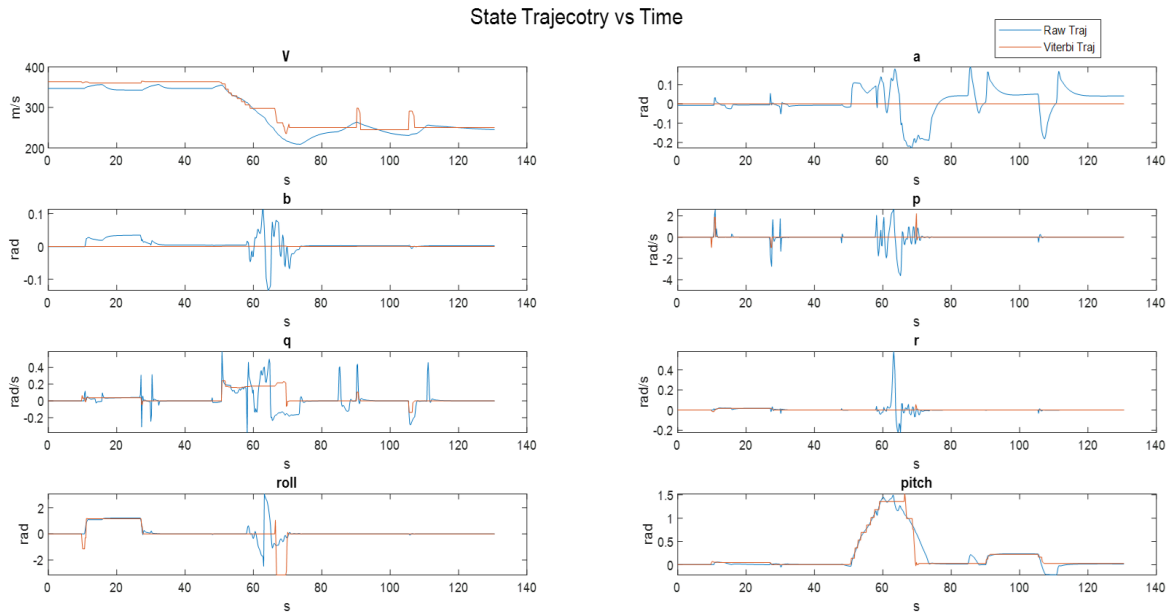 State Trajecotry vs Time
Raw Traj
Viterbi Traj
V
400
300
200
m/s
0 20 40 60 80 100 120 140
s
a
0.1
0
-0.1
-0.2
rad
0 20 40 60 80 100 120 140
s
b
0.1
0
-0.1
rad
0 20 40 60 80 100 120 140
s
p
2
0
-2
-4
rad/s
0 20 40 60 80 100 120 140
s
q
0.4
0.2
0
-0.2
rad/s
0 20 40 60 80 100 120 140
s
r
0.4
0.2
0
-0.2
rad/s
0 20 40 60 80 100 120 140
s
roll
2
0
-2
rad
0 20 40 60 80 100 120 140
s
pitch
1.5
1
0.5
0
rad
0 20 40 60 80 100 120 140
s